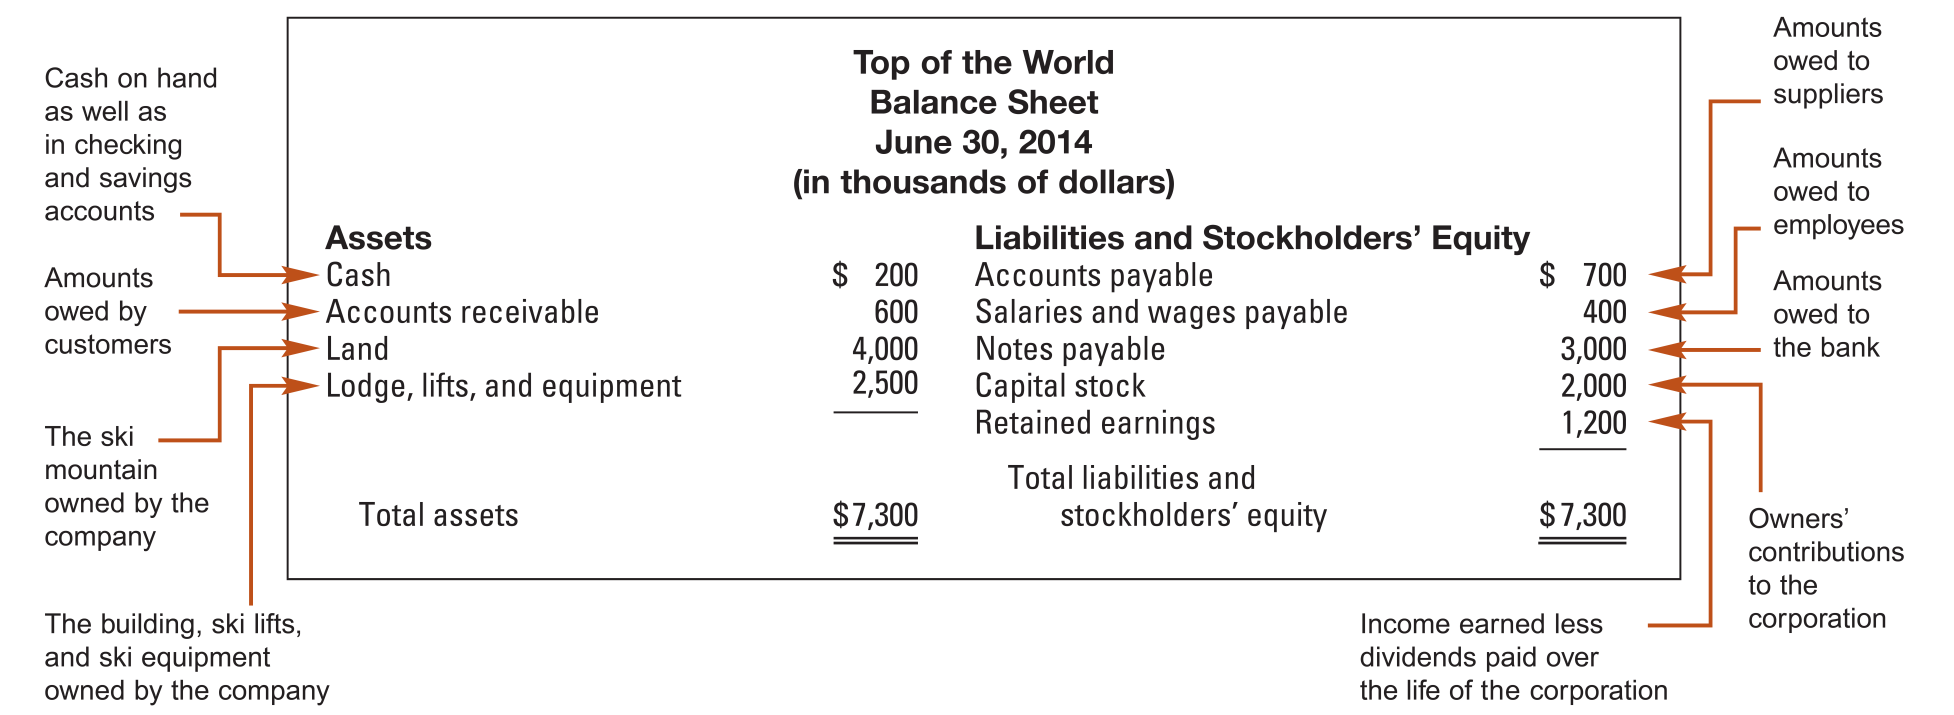 Top of the World
Balance Sheet
June 30, 2014
(in thousands of dollars)
Cash on hand
as well as
in checking
and savings
accounts
Amounts
owed by
customers
The ski
mountain
owned by the
company
The building, ski lifts,
and ski equipment
owned by the company
Assets
Cash $ 200
Accounts receivable 600
Land 4,000
Lodge, lifts, and equipment 2,500
Total assets $7,300
Liabilities and Stockholders’ Equity
Accounts payable $ 700
Salaries and wages payable 400
Notes payable 3,000
Capital stock 2,000
Retained earnings 1,200
Total liabilities and
stockholders’ equity $7,300
Amounts
owed to
suppliers
Amounts
owed to
employees
Amounts
owed to
the bank
Owners’
contributions
to the
corporation
Income earned less
dividends paid over
the life of the corporation